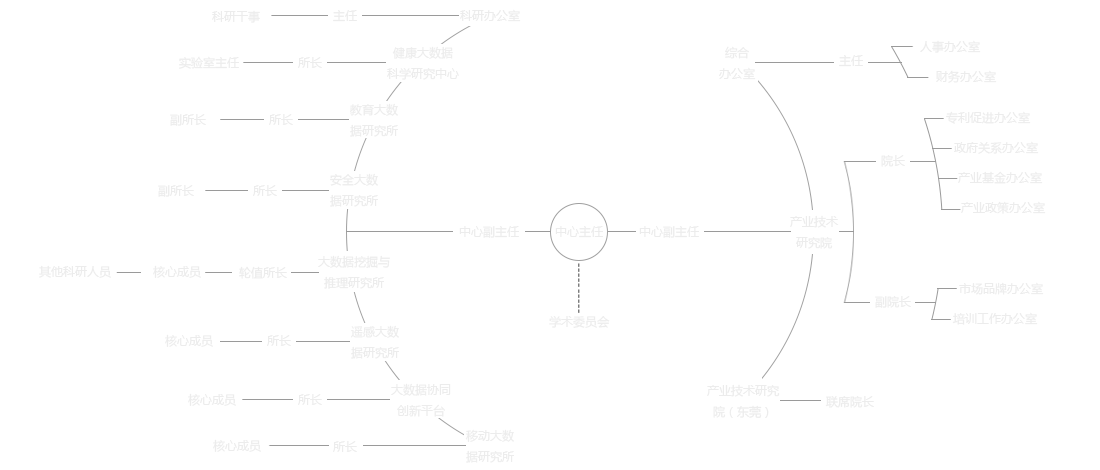 科研干事
主任
科研办公室
实验室主任
所长
健康大数据
科学研究中心
副所长
所长
教育大数
据研究所
副所长
所长
安全大数
据研究所
中心副主任
中心主任
中心副主任
学术委员会
其他科研人员
核心成员
轮值所长
大数据挖掘与
推理研究所
核心成员
所长
遥感大数
据研究所
核心成员
所长
大数据协同
创新平台
核心成员
所长
移动大数
据研究所
综合
办公室
主任
人事办公室
财务办公室
产业技术
研究院
院长
专利促进办公室
政府关系办公室
产业基金办公室
产业政策办公室
副院长
市场品牌办公室
培训工作办公室
产业技术研究
院（东莞）
联席院长